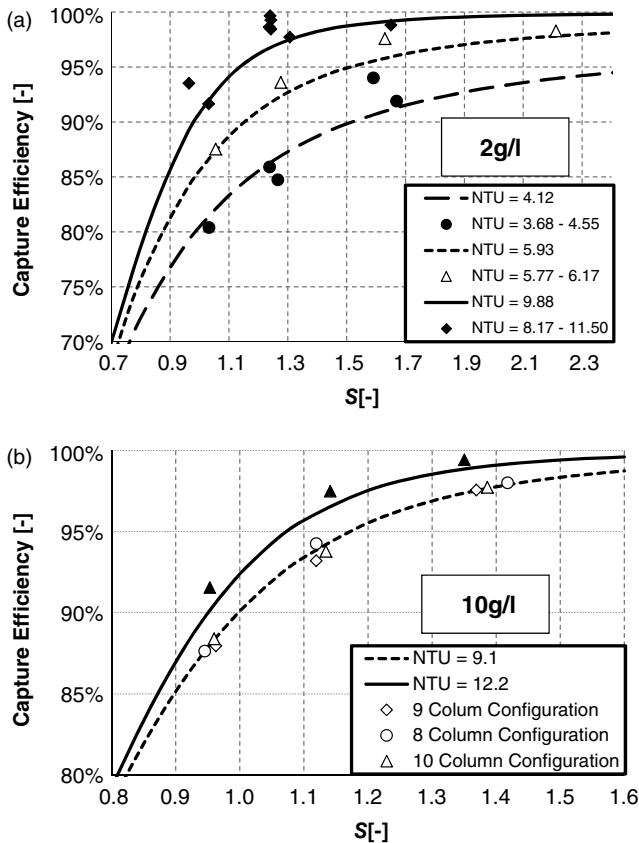 (a)
100%
95%
90%
85%
80%
75%
70%
Capture Efficiency [-]
2g/l
NTU = 4.12
NTU = 3.68 - 4.55
NTU = 5.93
NTU = 5.77 - 6.17
NTU = 9.88
NTU = 8.17 - 11.50
0.7 0.9 1.1 1.3 1.5 1.7 1.9 2.1 2.3
S[-]
(b)
100%
95%
90%
85%
80%
Capture Efficiency [-]
10g/l
NTU = 9.1
NTU = 12.2
9 Colum Configuration
8 Column Configuration
10 Column Configuration
0.8 0.9 1.0 1.1 1.2 1.3 1.4 1.5 1.6
S[-]